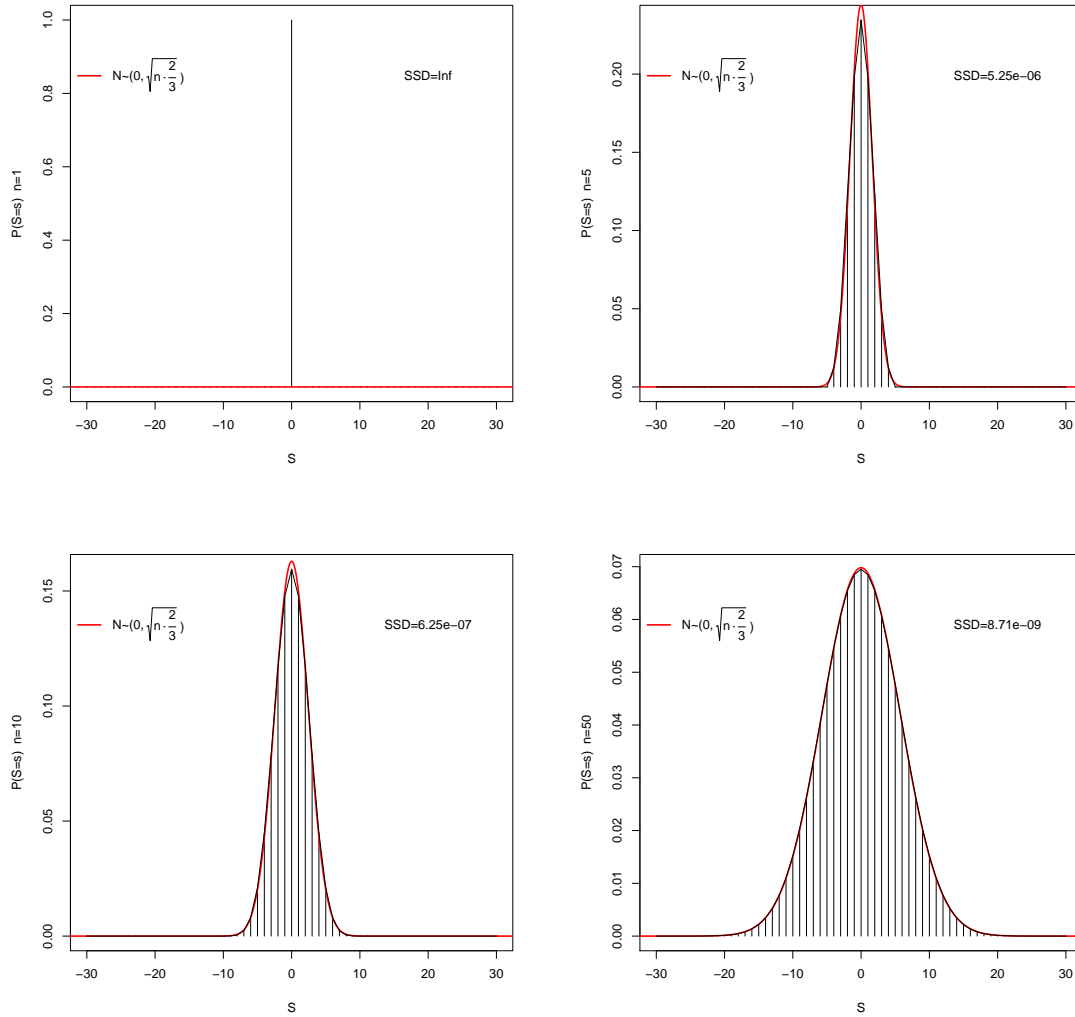 1.0
0.8
0.6
0.4
0.2
0.0
P(S=s) n=1
N~(0,√n·2/3)
SSD=Inf
−30 −20 −10 0 10 20 30
S
0.20
0.15
0.10
0.05
0.00
P(S=s) n=5
N~(0,√n·2/3)
SSD=5.25e−06
−30 −20 −10 0 10 20 30
S
0.15
0.10
0.05
0.00
P(S=s) n=10
N~(0,√n·2/3)
SSD=6.25e−07
−30 −20 −10 0 10 20 30
S
0.07
0.06
0.05
0.04
0.03
0.02
0.01
0.00
P(S=s) n=50
N~(0,√n·2/3)
SSD=8.71e−09
−30 −20 −10 0 10 20 30
S